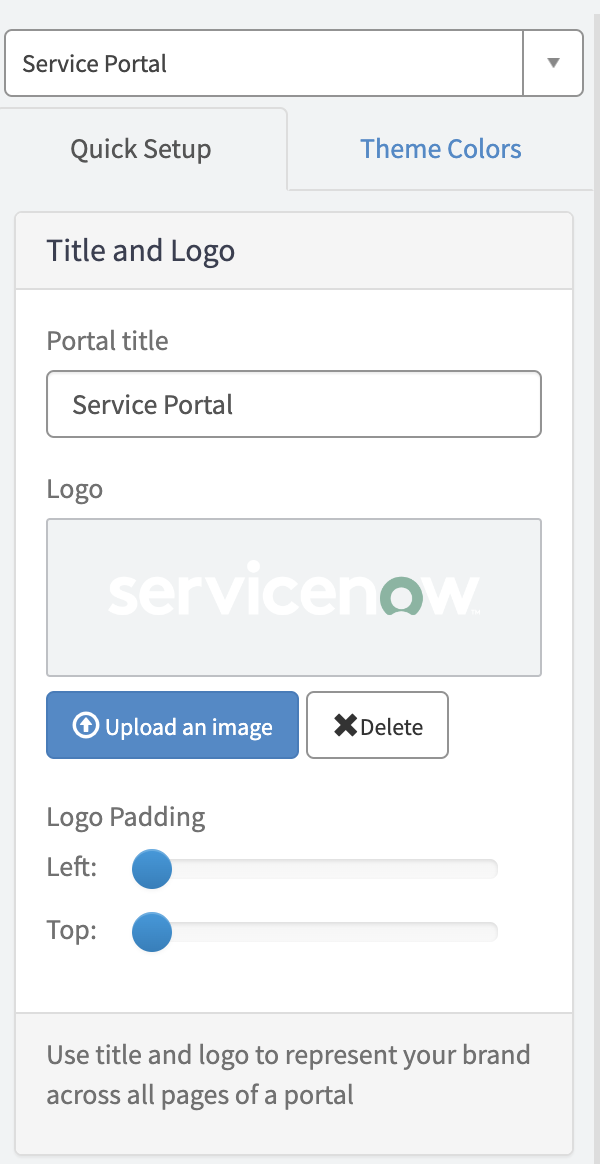 Service Portal
Quick Setup
Theme Colors
Title and Logo
Portal title
Service Portal
Logo
servicenow™
Upload an image
Delete
Logo Padding
Left:
Top:
Use title and logo to represent your brand
across all pages of a portal